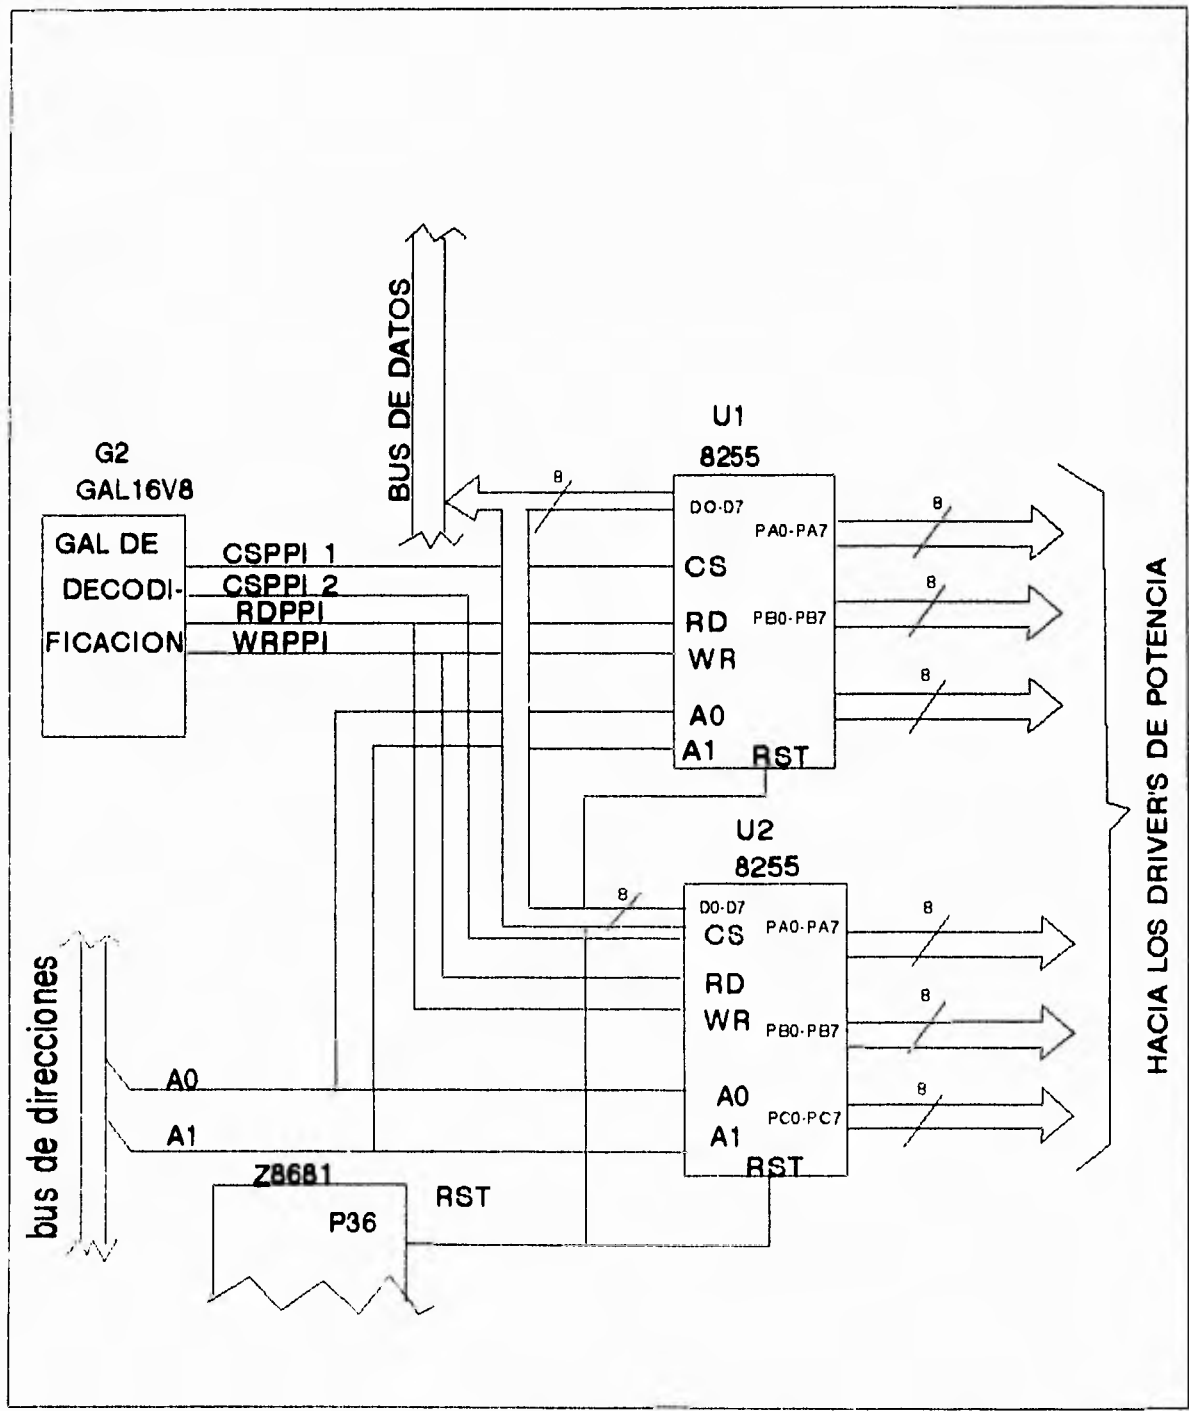 BUS DE DATOS
G2
GAL16V8
GAL DE
DECODI-
FICACION
CSPPI 1
CSPPI 2
RDPPI
WRPPI
U1
8255
8
D0-D7
CS
RD
WR
A0
A1
RST
PA0-PA7
PB0-PB7
8
8
8
U2
8255
8
D0-D7
CS
RD
WR
A0
A1
RST
PA0-PA7
PB0-PB7
PC0-PC7
8
8
8
HACIA LOS DRIVER'S DE POTENCIA
bus de direcciones
A0
A1
Z8681
P36
RST